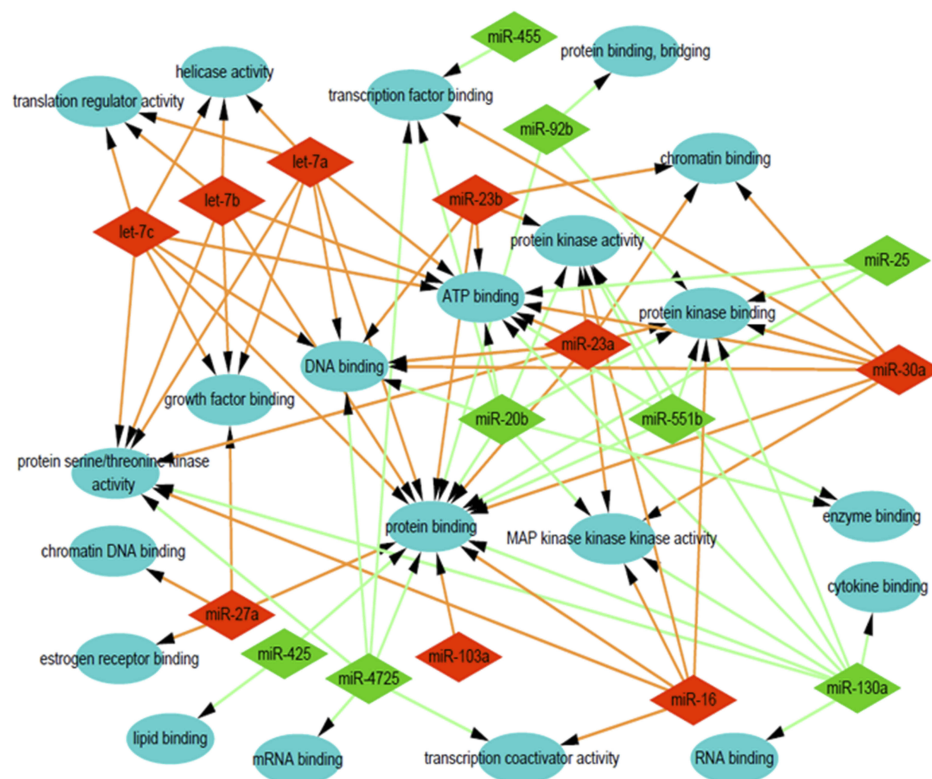 miR-455
protein binding, bridging
helicase activity
translation regulator activity
transcription factor binding
miR-92b
let-7a
chromatin binding
let-7b
miR-23b
let-7c
protein kinase activity
miR-25
ATP binding
protein kinase binding
miR-23a
DNA binding
miR-30a
growth factor binding
miR-20b
miR-551b
protein serine/threonine kinase
activity
protein binding
enzyme binding
MAP kinase kinase kinase activity
chromatin DNA binding
cytokine binding
miR-27a
estrogen receptor binding
miR-425
miR-103a
miR-4725
miR-16
miR-130a
lipid binding
mRNA binding
transcription coactivator activity
RNA binding